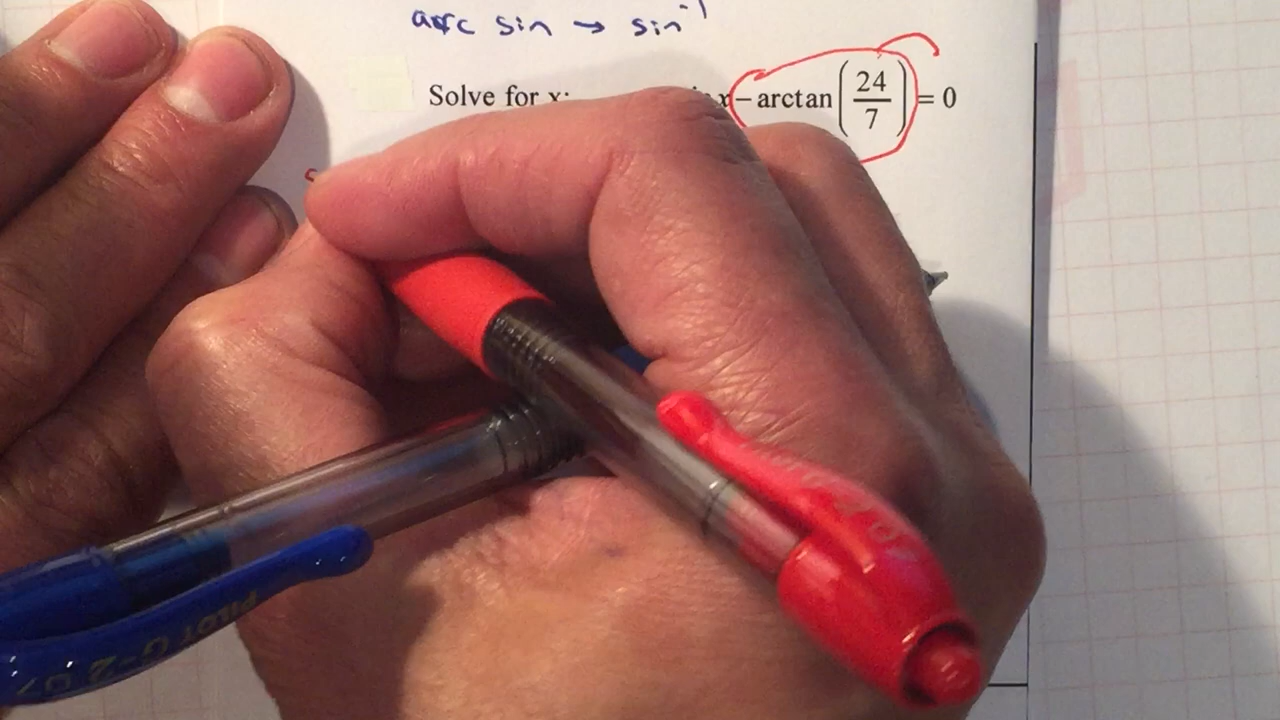 arc sin → sin⁻¹
Solve for x: x − arctan (24/7) = 0
PILOT G-2 07